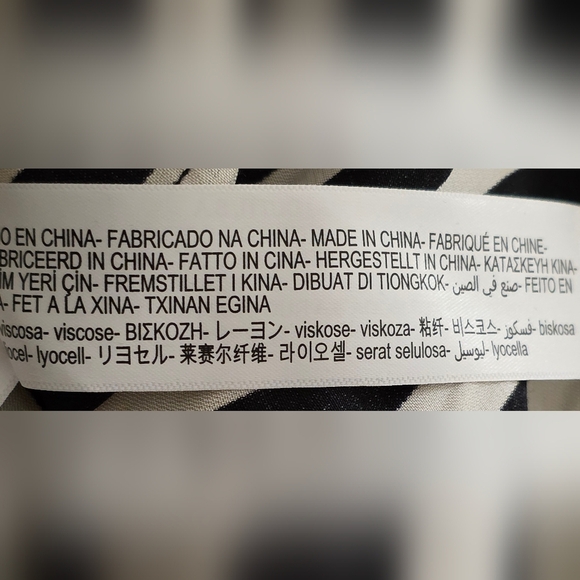 O EN CHINA- FABRICADO NA CHINA- MADE IN CHINA- FABRIQUÉ EN CHINE-
BRICEERD IN CHINA- FATTO IN CINA- HERGESTELLT IN CHINA- ΚΑΤΑΣΚΕΥΗ ΚΙΝΑ-
İM YERİ ÇİN- FREMSTILLET I KINA- DIBUAT DI TIONGKOK- صنع في الصين- FEITO EN
A- FET A LA XINA- TXINAN EGINA
viscosa- viscose- ΒΙΣΚΟΖΗ- レーヨン- viskose- viskoza- 粘纤- 비스코스- فسكوز- biskosa
iocel- lyocell- リヨセル- 莱赛尔纤维- 라이오셀- serat selulosa- ليوسيل- lyocella